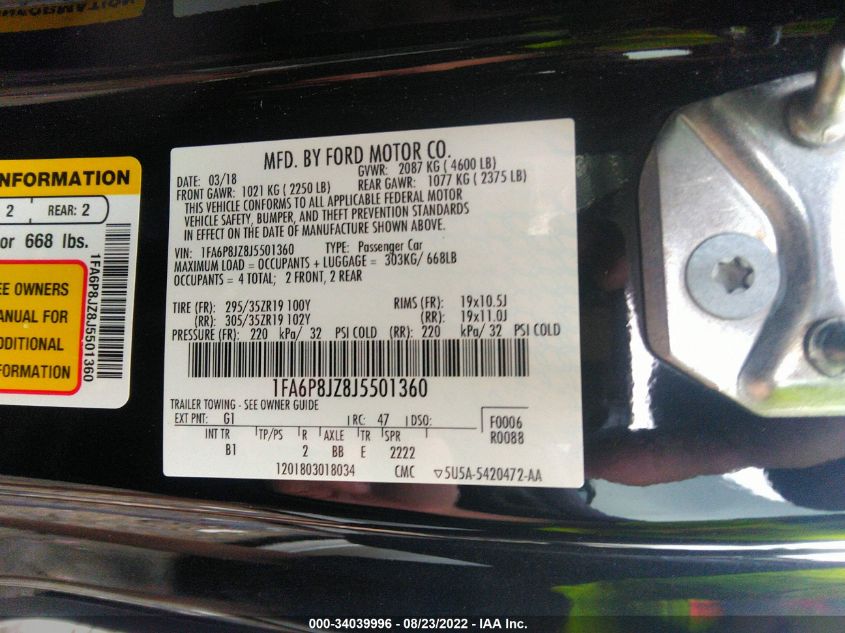 INFORMATION
NFORMATION
2 | REAR: 2
or 668 lbs.
EE OWNERS
ANUAL FOR
DDITIONAL
FORMATION
1FA6P8JZ8J5501360
MFD. BY FORD MOTOR CO.
DATE: 03/18 GVWR: 2087 KG ( 4600 LB)
FRONT GAWR: 1021 KG ( 2250 LB) REAR GAWR: 1077 KG ( 2375 LB)
THIS VEHICLE CONFORMS TO ALL APPLICABLE FEDERAL MOTOR
VEHICLE SAFETY, BUMPER, AND THEFT PREVENTION STANDARDS
IN EFFECT ON THE DATE OF MANUFACTURE SHOWN ABOVE.
VIN: 1FA6P8JZ8J5501360 TYPE: Passenger Car
MAXIMUM LOAD = OCCUPANTS + LUGGAGE = 303KG/ 668LB
OCCUPANTS = 4 TOTAL; 2 FRONT, 2 REAR
TIRE (FR): 295/35ZR19 100Y RIMS (FR): 19x10.5J
(RR): 305/35ZR19 102Y (RR): 19x11.0J
PRESSURE (FR): 220 kPa/ 32 PSI COLD (RR): 220 kPa/ 32 PSI COLD
1FA6P8JZ8J5501360
TRAILER TOWING - SEE OWNER GUIDE
EXT PNT: G1 |RC: 47 |DSO: F0006
INT TR |TP/PS |R |AXLE |TR |SPR R0088
B1 2 BB E 2222
1201803018034 CMC ▽5U5A-5420472-AA
000-34039996 - 08/23/2022 - IAA Inc.